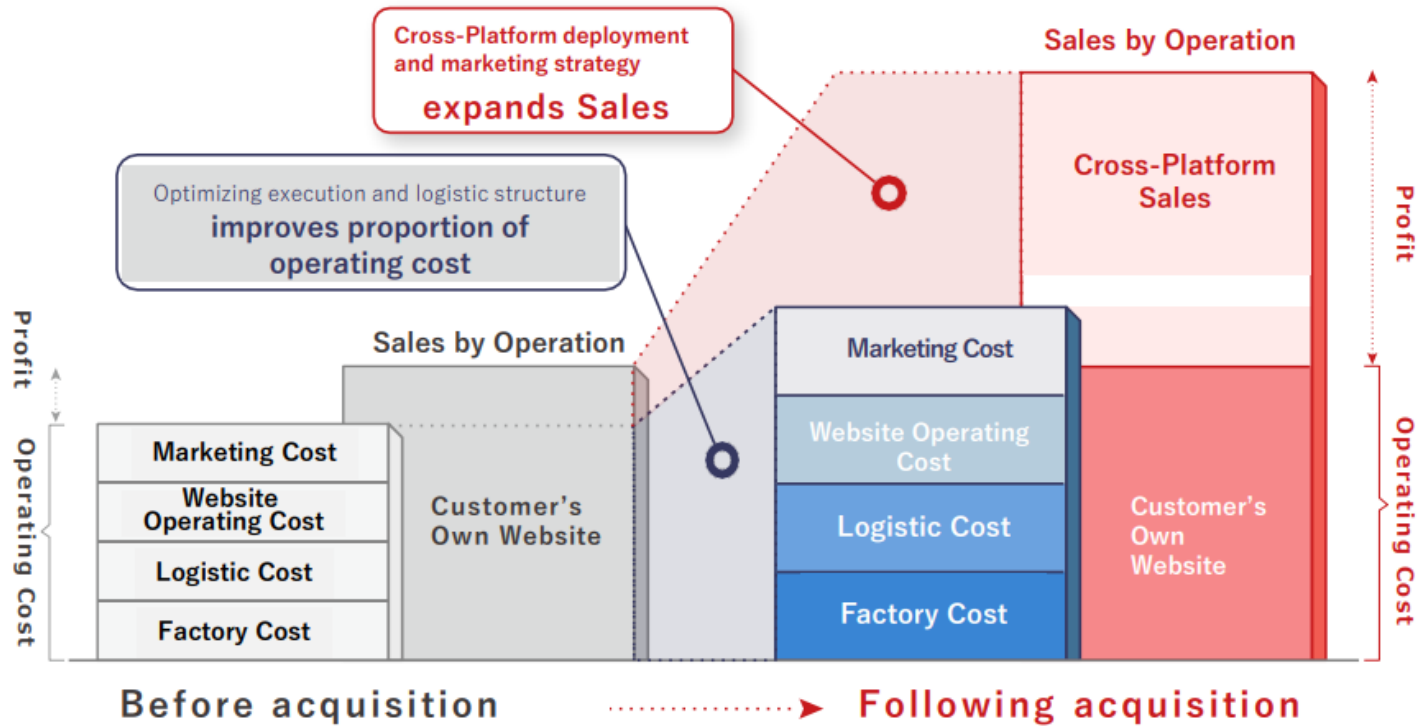 Cross-Platform deployment
and marketing strategy
expands Sales
Sales by Operation
Optimizing execution and logistic structure
improves proportion of
operating cost
Cross-Platform
Sales
Profit
Profit
Sales by Operation
Marketing Cost
Marketing Cost
Website
Operating Cost
Website Operating
Cost
Logistic Cost
Logistic Cost
Factory Cost
Factory Cost
Customer's
Own Website
Customer's
Own
Website
Operating Cost
Operating Cost
Before acquisition
Following acquisition